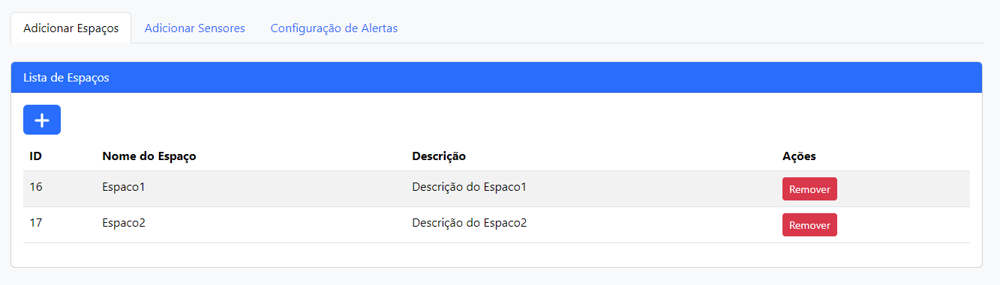 Adicionar Espaços Adicionar Sensores Configuração de Alertas
Lista de Espaços
ID Nome do Espaço Descrição Ações
16 Espaco1 Descrição do Espaco1 Remover
17 Espaco2 Descrição do Espaco2 Remover